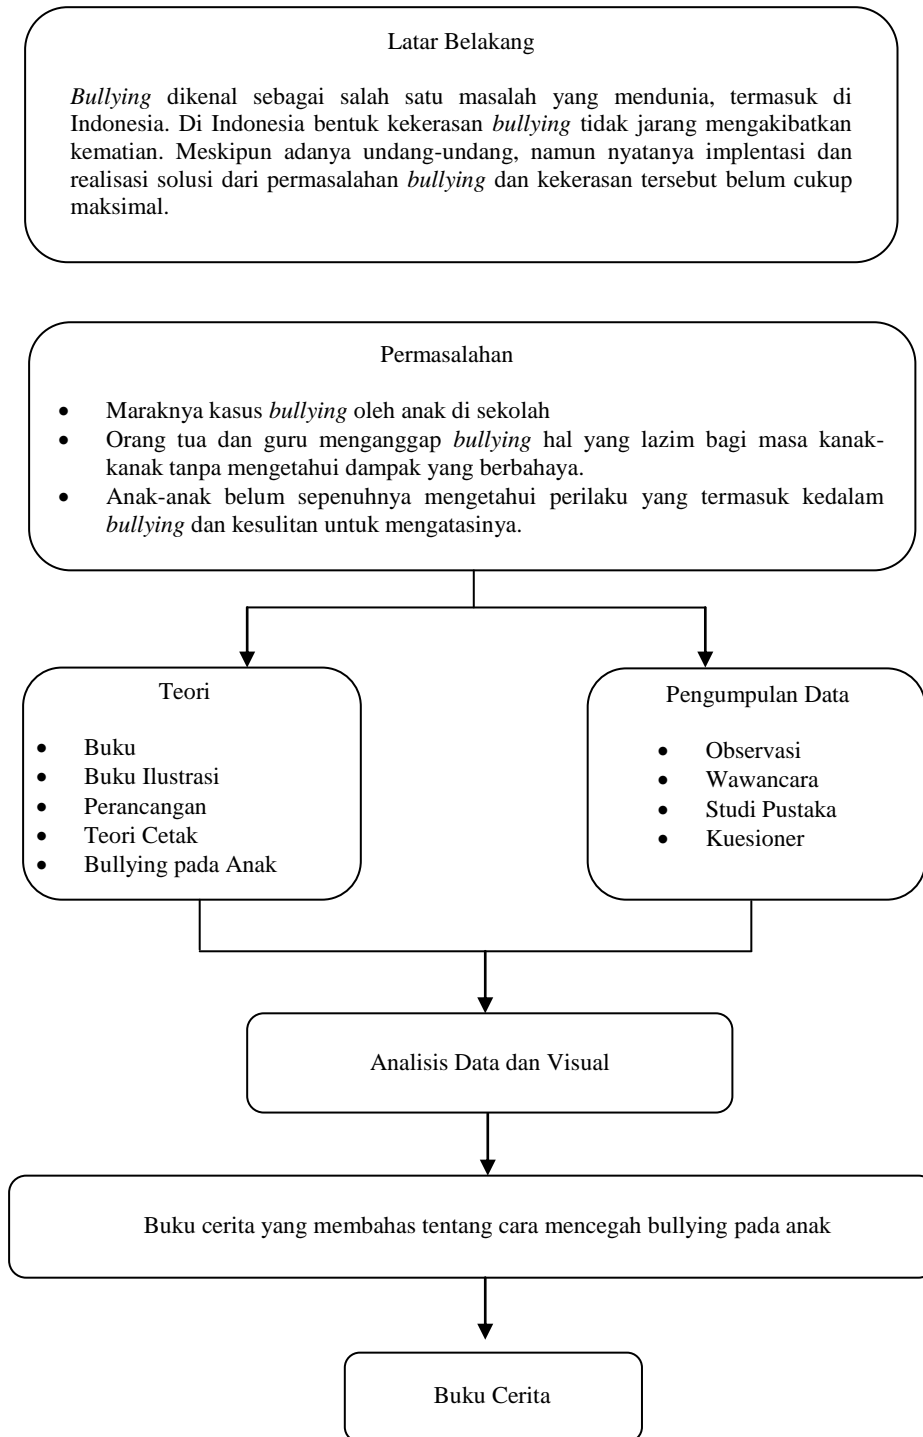 Latar Belakang
Bullying dikenal sebagai salah satu masalah yang mendunia, termasuk di
Indonesia. Di Indonesia bentuk kekerasan bullying tidak jarang mengakibatkan
kematian. Meskipun adanya undang-undang, namun nyatanya implentasi dan
realisasi solusi dari permasalahan bullying dan kekerasan tersebut belum cukup
maksimal.
Permasalahan
• Maraknya kasus bullying oleh anak di sekolah
• Orang tua dan guru menganggap bullying hal yang lazim bagi masa kanak-
kanak tanpa mengetahui dampak yang berbahaya.
• Anak-anak belum sepenuhnya mengetahui perilaku yang termasuk kedalam
bullying dan kesulitan untuk mengatasinya.
Teori
• Buku
• Buku Ilustrasi
• Perancangan
• Teori Cetak
• Bullying pada Anak
Pengumpulan Data
• Observasi
• Wawancara
• Studi Pustaka
• Kuesioner
Analisis Data dan Visual
Buku cerita yang membahas tentang cara mencegah bullying pada anak
Buku Cerita